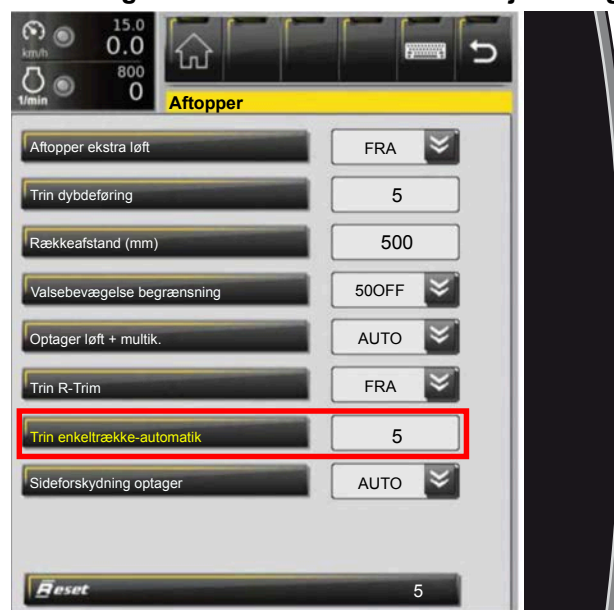 15.0
km/h 0.0
800
1/min 0
Aftopper
Aftopper ekstra løft FRA
Trin dybdeføring 5
Rækkeafstand (mm) 500
Valsebevægelse begrænsning 50OFF
Optager løft + multik. AUTO
Trin R-Trim FRA
Trin enkeltrække-automatik 5
Sideforskydning optager AUTO
Reset 5